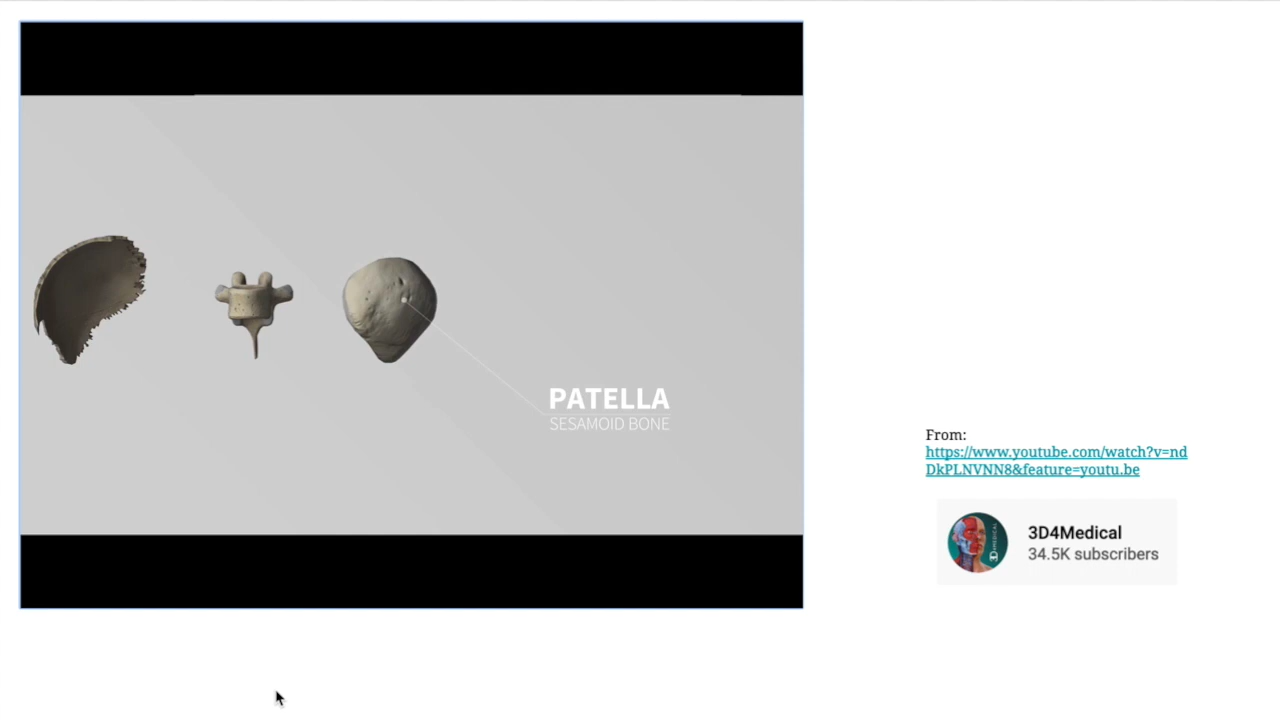 PATELLA
SESAMOID BONE
From:
https://www.youtube.com/watch?v=nd
DkPLNVNN8&feature=youtu.be
3D4Medical
34.5K subscribers